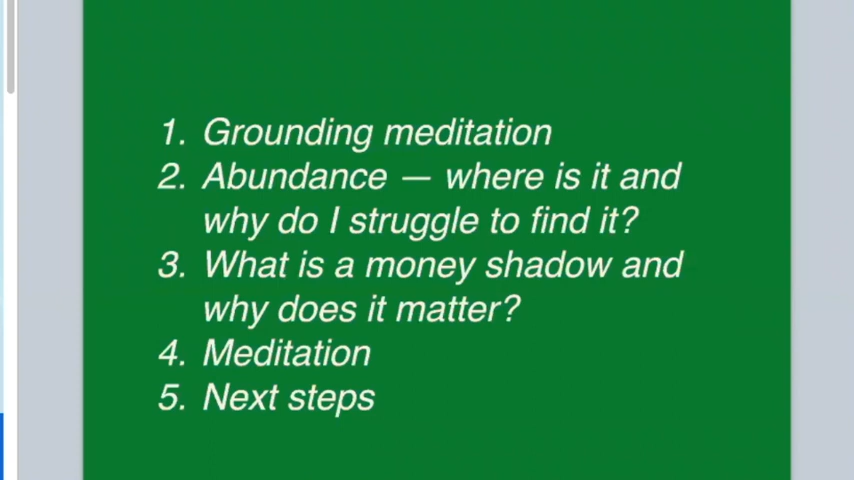 1. Grounding meditation
2. Abundance — where is it and
why do I struggle to find it?
3. What is a money shadow and
why does it matter?
4. Meditation
5. Next steps